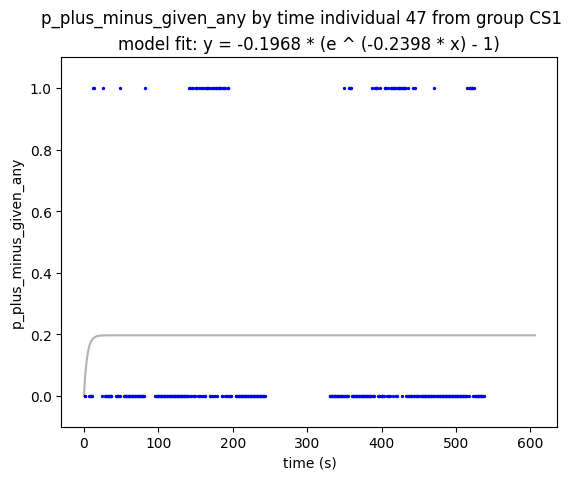 p_plus_minus_given_any by time individual 47 from group CS1
model fit: y = -0.1968 * (e ^ (-0.2398 * x) - 1)
1.0
0.8
0.6
0.4
0.2
0.0
p_plus_minus_given_any
0 100 200 300 400 500 600
time (s)